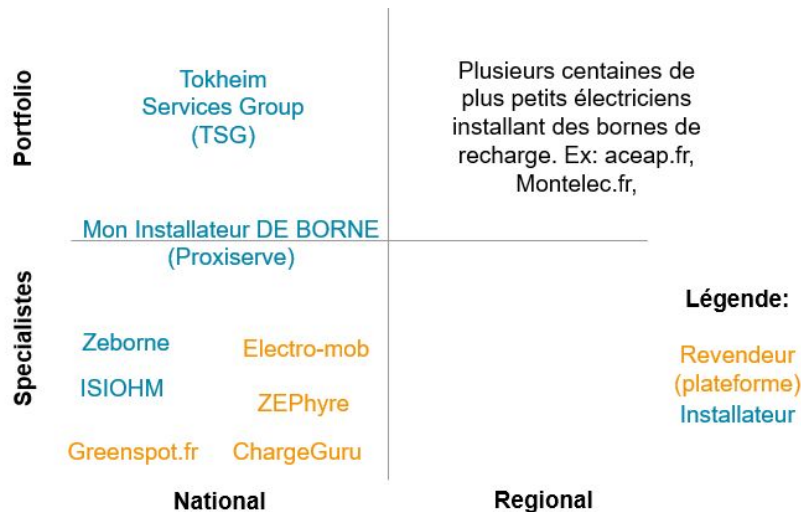 Portfolio
Tokheim
Services Group
(TSG)
Plusieurs centaines de
plus petits électriciens
installant des bornes de
recharge. Ex: aceap.fr,
Montelec.fr,
Mon Installateur DE BORNE
(Proxiserve)
Specialistes
Zeborne
Electro-mob
ISIOHM
ZEPhyre
Greenspot.fr
ChargeGuru
Légende:
Revendeur
(plateforme)
Installateur
National
Regional